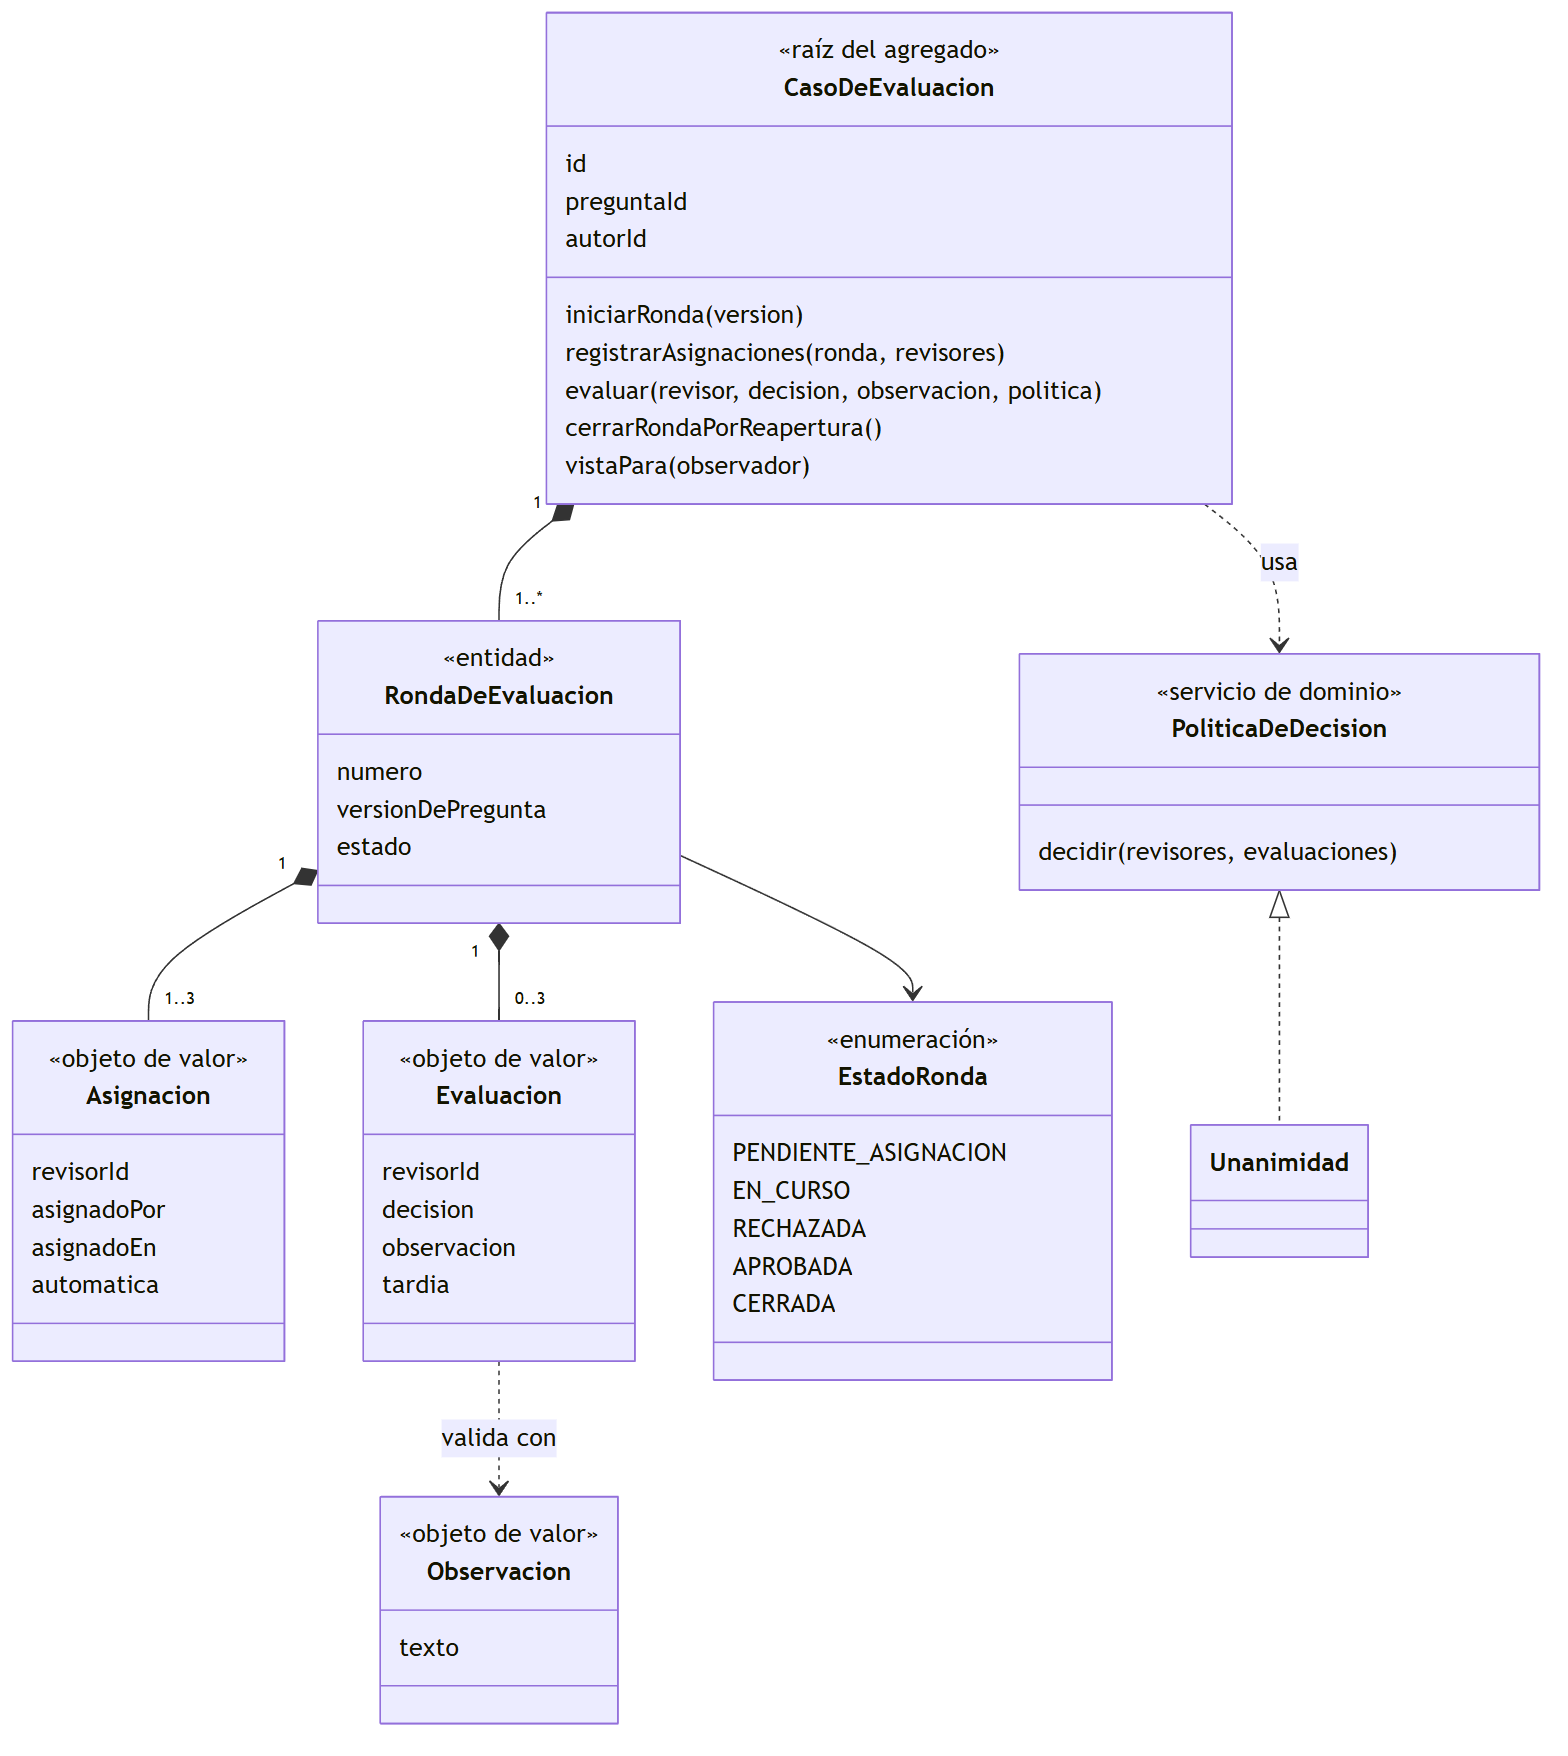 «raíz del agregado»
CasoDeEvaluacion
id
preguntaId
autorId
iniciarRonda(version)
registrarAsignaciones(ronda, revisores)
evaluar(revisor, decision, observacion, politica)
cerrarRondaPorReapertura()
vistaPara(observador)
1
usa
1..*
«entidad»
RondaDeEvaluacion
numero
versionDePregunta
estado
«servicio de dominio»
PoliticaDeDecision
decidir(revisores, evaluaciones)
1
1
1..3
0..3
«objeto de valor»
Asignacion
revisorId
asignadoPor
asignadoEn
automatica
«objeto de valor»
Evaluacion
revisorId
decision
observacion
tardia
«enumeración»
EstadoRonda
PENDIENTE_ASIGNACION
EN_CURSO
RECHAZADA
APROBADA
CERRADA
Unanimidad
valida con
«objeto de valor»
Observacion
texto